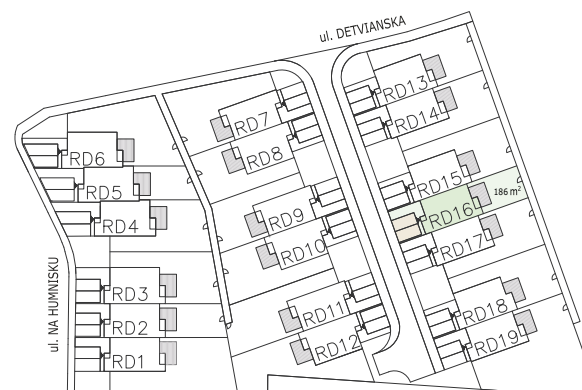 ul. DETVIANSKA
RD13
RD14
RD7
RD8
RD6
RD5
RD4
RD15
RD16
186 m²
RD17
RD9
RD10
ul. NA HUMNISKU
RD3
RD2
RD1
RD11
RD12
RD18
RD19